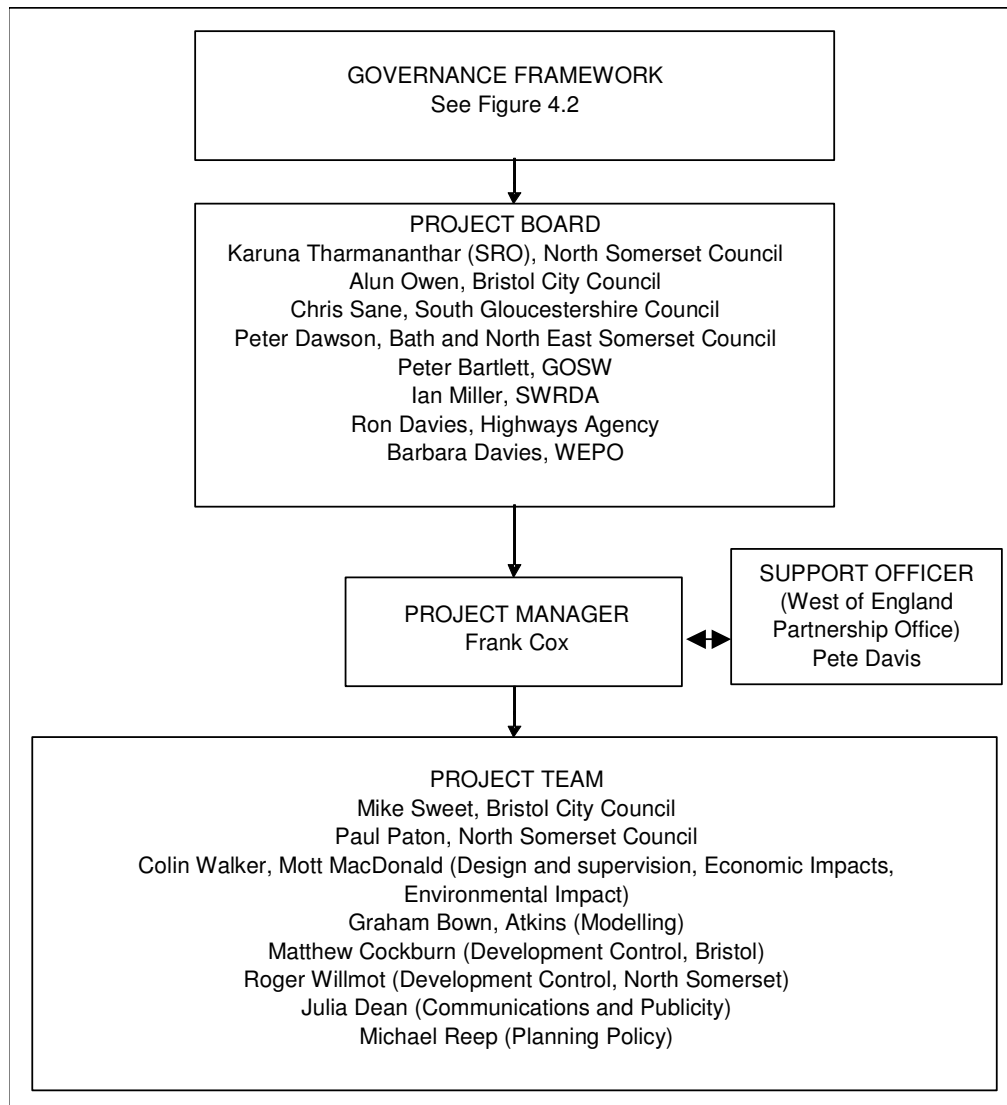 GOVERNANCE FRAMEWORK
See Figure 4.2
PROJECT BOARD
Karuna Tharmananthar (SRO), North Somerset Council
Alun Owen, Bristol City Council
Chris Sane, South Gloucestershire Council
Peter Dawson, Bath and North East Somerset Council
Peter Bartlett, GOSW
Ian Miller, SWRDA
Ron Davies, Highways Agency
Barbara Davies, WEPO
PROJECT MANAGER
Frank Cox
SUPPORT OFFICER
(West of England
Partnership Office)
Pete Davis
PROJECT TEAM
Mike Sweet, Bristol City Council
Paul Paton, North Somerset Council
Colin Walker, Mott MacDonald (Design and supervision, Economic Impacts,
Environmental Impact)
Graham Bown, Atkins (Modelling)
Matthew Cockburn (Development Control, Bristol)
Roger Willmot (Development Control, North Somerset)
Julia Dean (Communications and Publicity)
Michael Reep (Planning Policy)